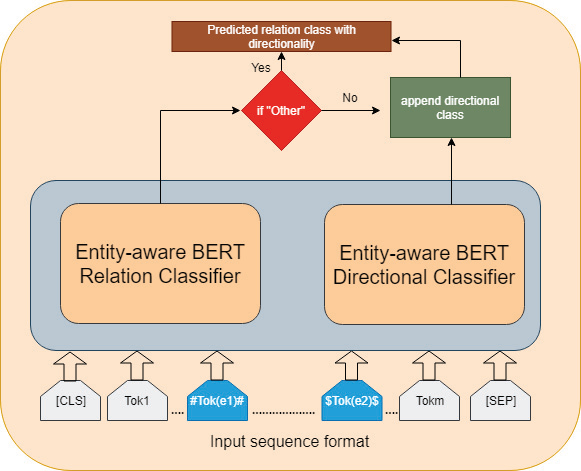 Predicted relation class with
directionality
Yes
if "Other"
No
append directional
class
Entity-aware BERT
Relation Classifier
Entity-aware BERT
Directional Classifier
[CLS]
Tok1
....
#Tok(e1)#
................
$Tok(e2)$
....
Tokm
[SEP]
Input sequence format